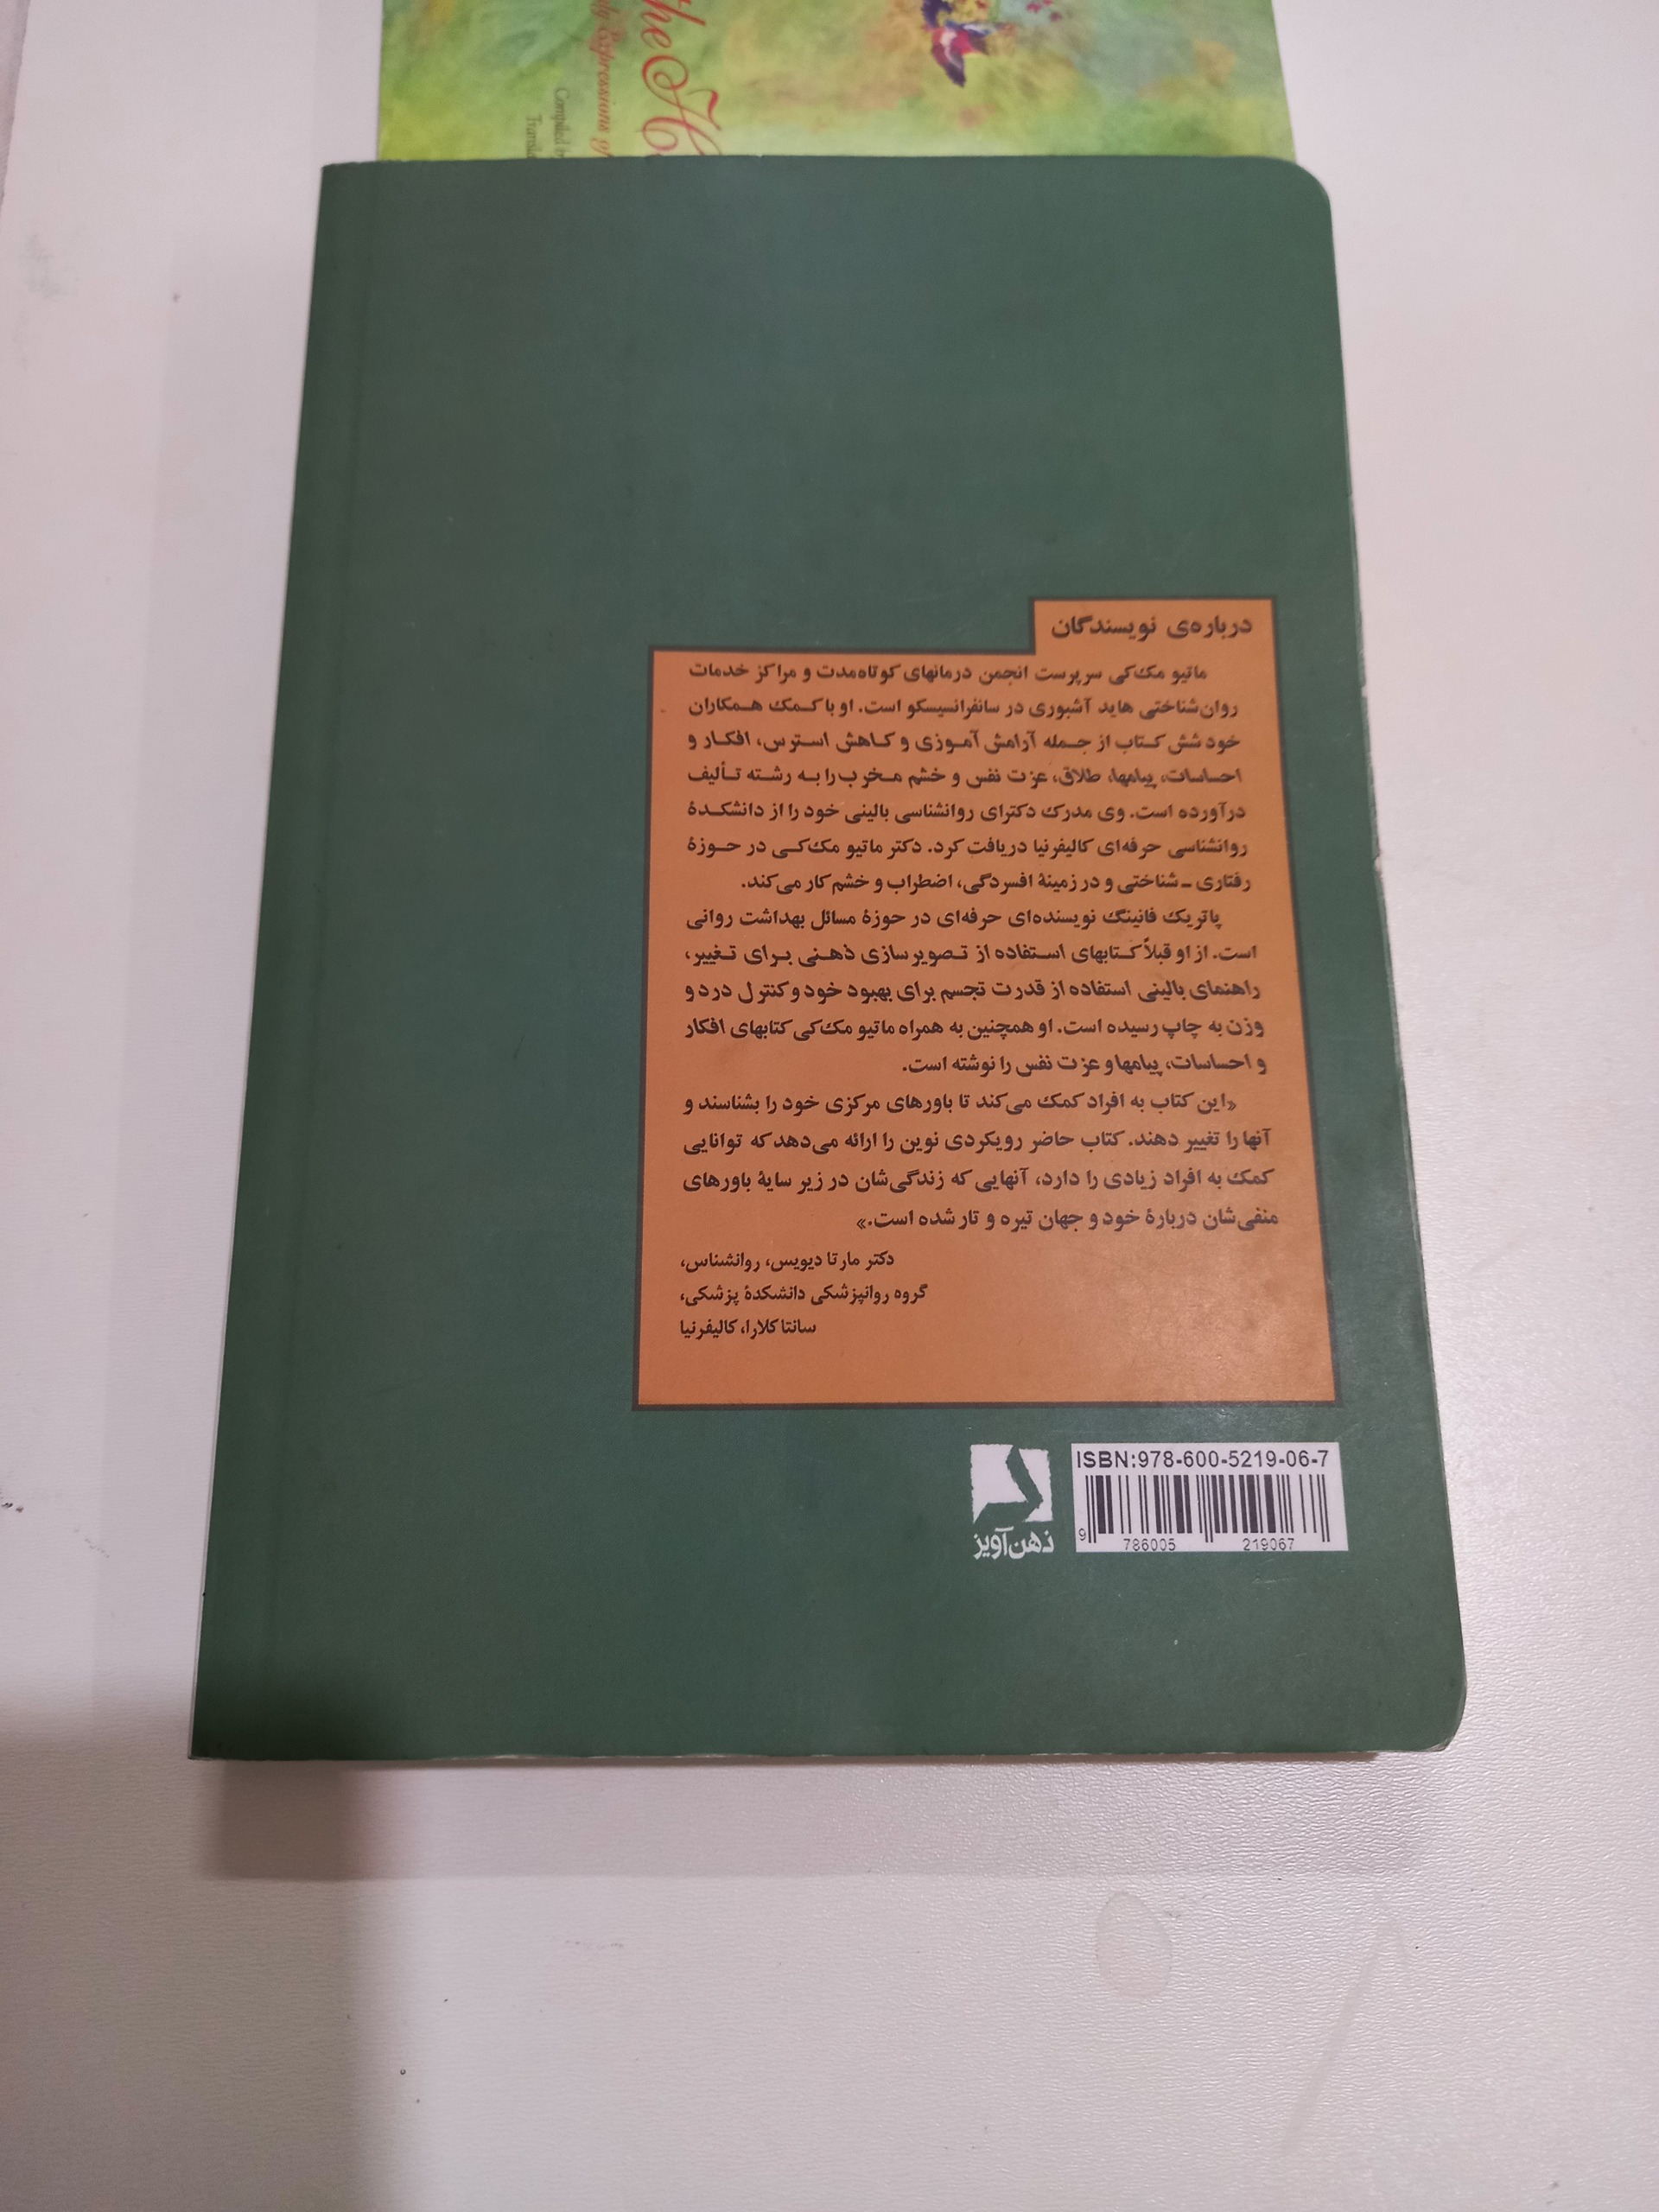 the H
ly Expressions of
Compiled by
Transla
درباره‌ی نویسندگان
ماتیو مک‌کی سرپرست انجمن درمانهای کوتاه‌مدت و مراکز خدمات
روان‌شناختی هاید آشبوری در سانفرانسیسکو است. او با کمک همکاران
خود شش کتاب از جمله آرامش آموزی و کاهش استرس، افکار و
احساسات، پیامها، طلاق، عزت نفس و خشم مخرب را به رشته تألیف
درآورده است. وی مدرک دکترای روانشناسی بالینی خود را از دانشکدهٔ
روانشناسی حرفه‌ای کالیفرنیا دریافت کرد. دکتر ماتیو مک‌کی در حوزهٔ
رفتاری - شناختی و در زمینهٔ افسردگی، اضطراب و خشم کار می‌کند.
پاتریک فانینگ نویسنده‌ای حرفه‌ای در حوزهٔ مسائل بهداشت روانی
است. از او قبلاً کتابهای استفاده از تصویرسازی ذهنی برای تغییر،
راهنمای بالینی استفاده از قدرت تجسم برای بهبود خود و کنترل درد و
وزن به چاپ رسیده است. او همچنین به همراه ماتیو مک‌کی کتابهای افکار
و احساسات، پیامها و عزت نفس را نوشته است.
«این کتاب به افراد کمک می‌کند تا باورهای مرکزی خود را بشناسند و
آنها را تغییر دهند. کتاب حاضر رویکردی نوین را ارائه می‌دهد که توانایی
کمک به افراد زیادی را دارد، آنهایی که زندگی‌شان در زیر سایهٔ باورهای
منفی‌شان دربارهٔ خود و جهان تیره و تار شده است.»
دکتر مارتا دیویس، روانشناس،
گروه روانپزشکی دانشکدهٔ پزشکی،
سانتا کلارا، کالیفرنیا
ISBN:978-600-5219-06-7
9 786005 219067
ذهن‌آویز